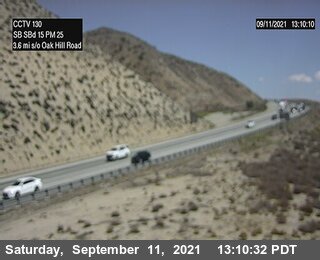 CCTV 130
SB SBd 15 PM 25
3.6 mi s/o Oak Hill Road
09/11/2021 13:10:10
Saturday, September 11, 2021 13:10:32 PDT